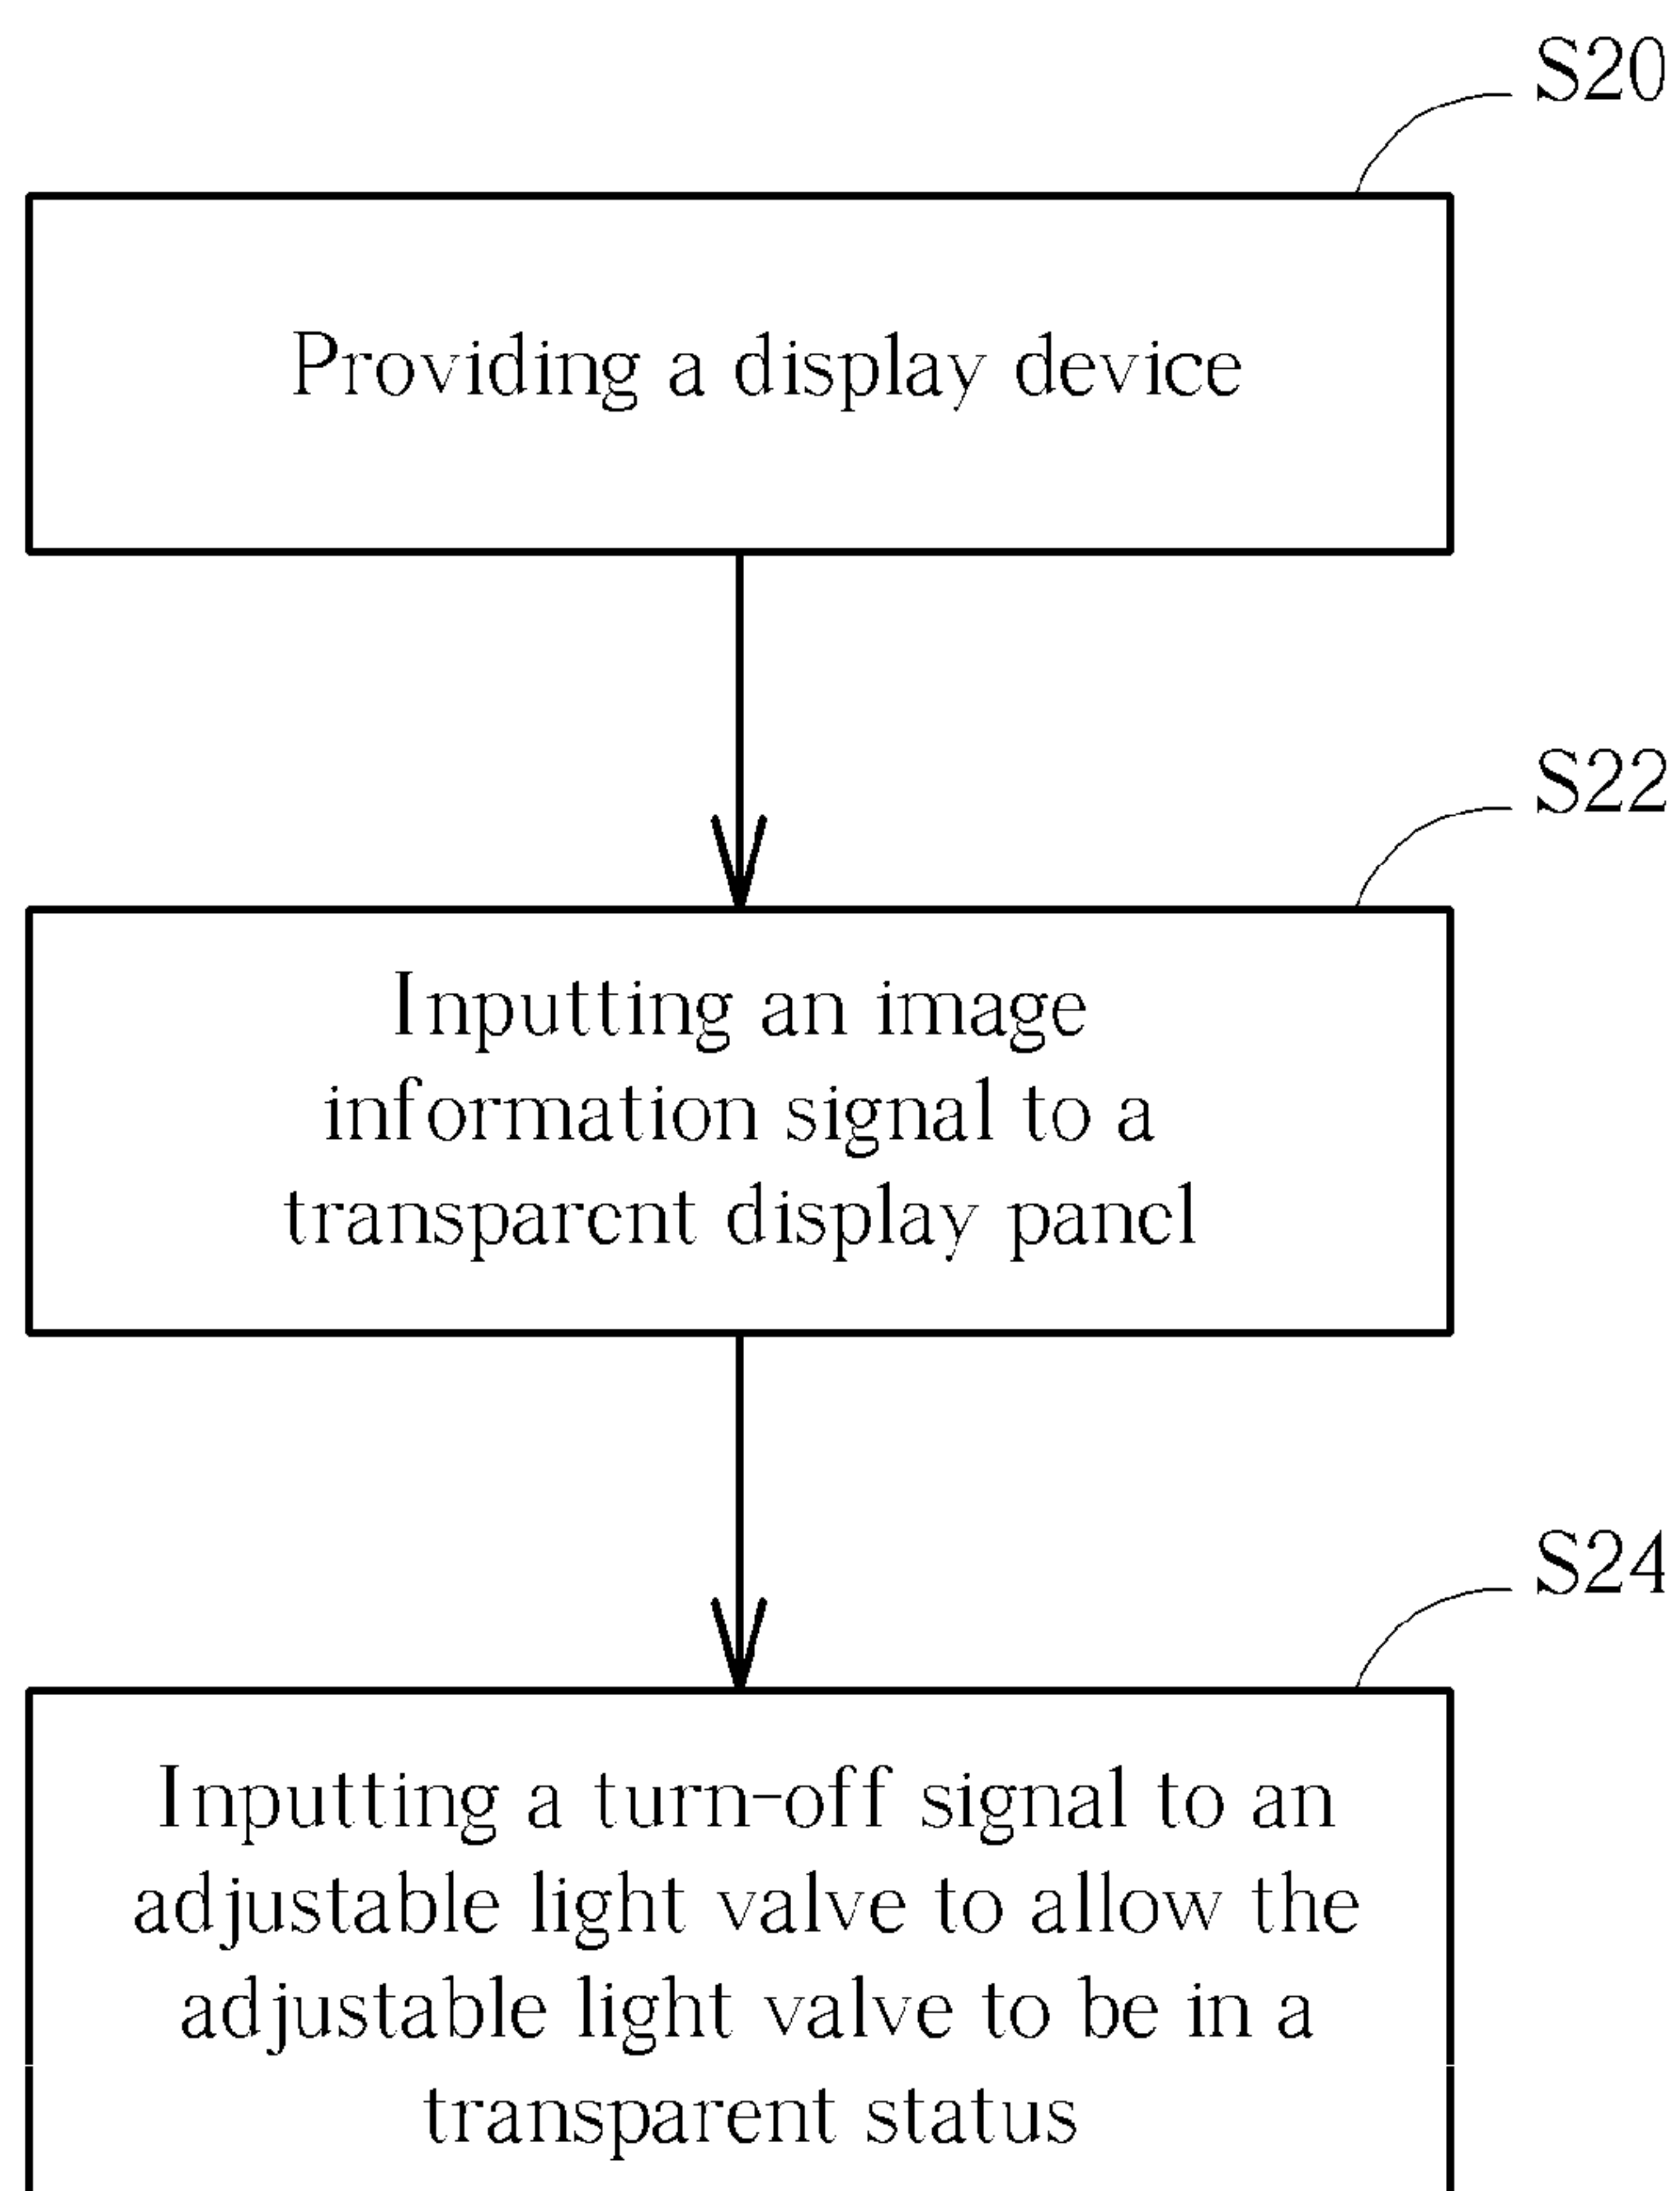 S20
Providing a display device
S22
Inputting an image
information signal to a
transparent display panel
S24
Inputting a turn-off signal to an
adjustable light valve to allow the
adjustable light valve to be in a
transparent status